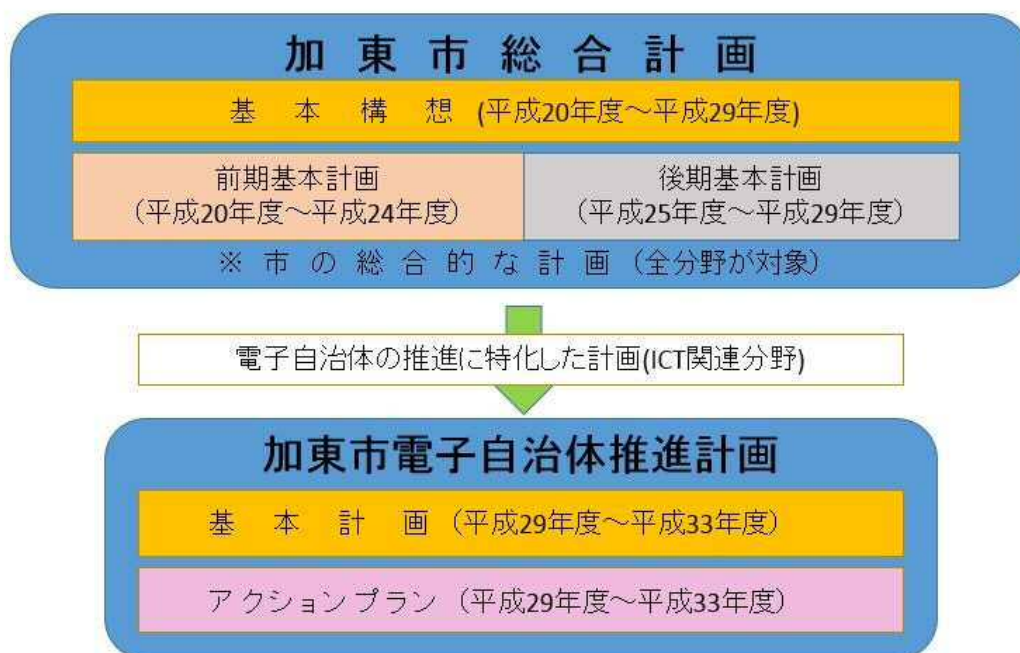 加東市総合計画
基本構想(平成20年度～平成29年度)
前期基本計画
(平成20年度～平成24年度)
後期基本計画
(平成25年度～平成29年度)
※市の総合的な計画(全分野が対象)
電子自治体の推進に特化した計画(ICT関連分野)
加東市電子自治体推進計画
基本計画(平成29年度～平成33年度)
アクションプラン(平成29年度～平成33年度)